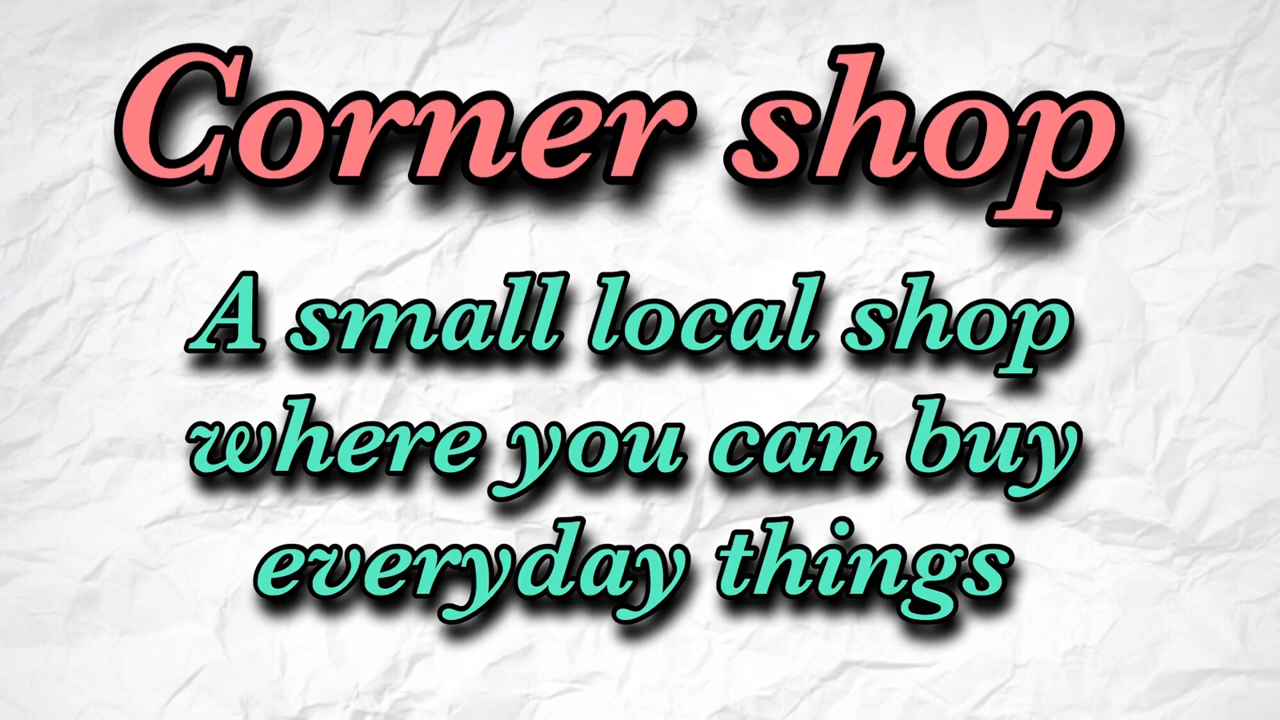 Corner shop
A small local shop
where you can buy
everyday things